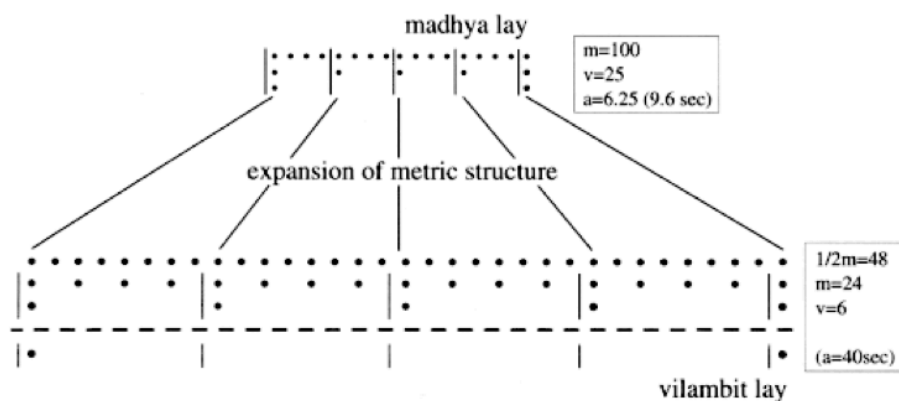 madhya lay
m=100
v=25
a=6.25 (9.6 sec)
expansion of metric structure
1/2m=48
m=24
v=6
(a=40sec)
vilambit lay